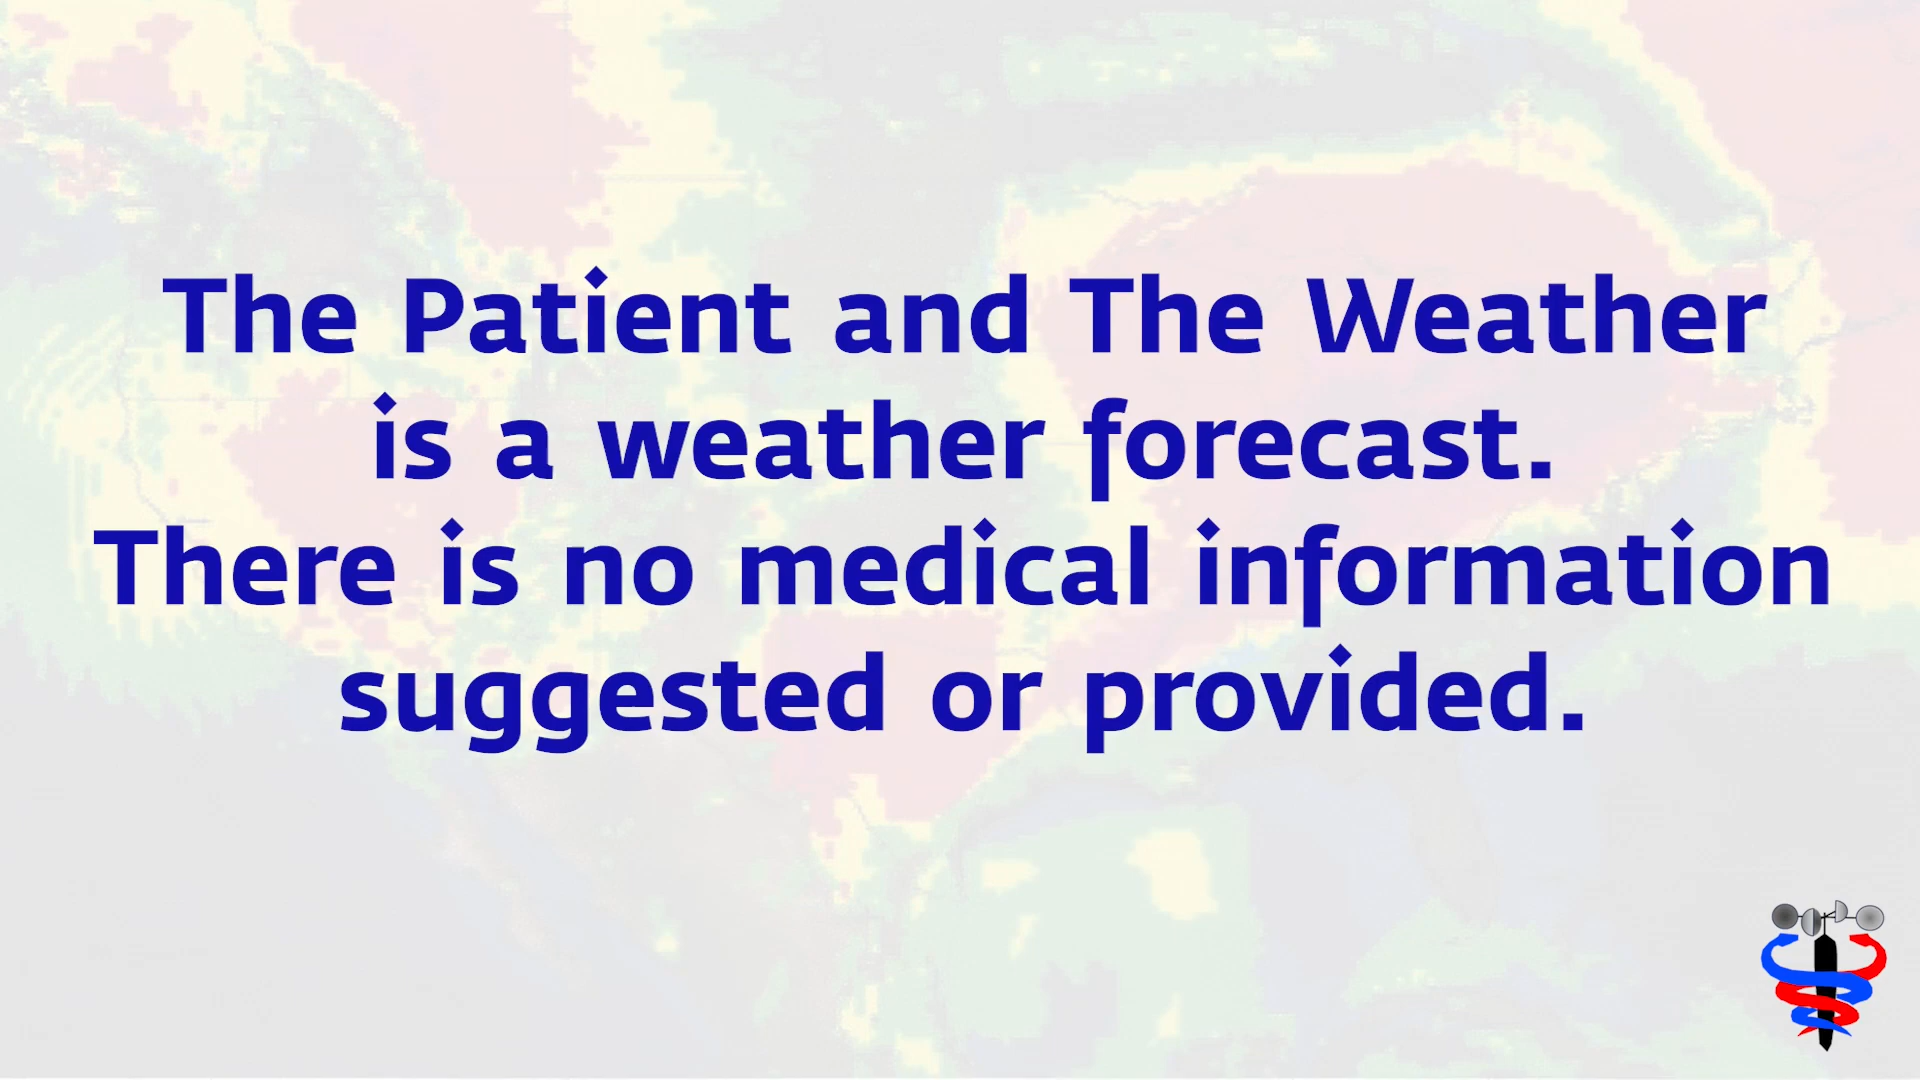 The Patient and The Weather
is a weather forecast.
There is no medical information
suggested or provided.